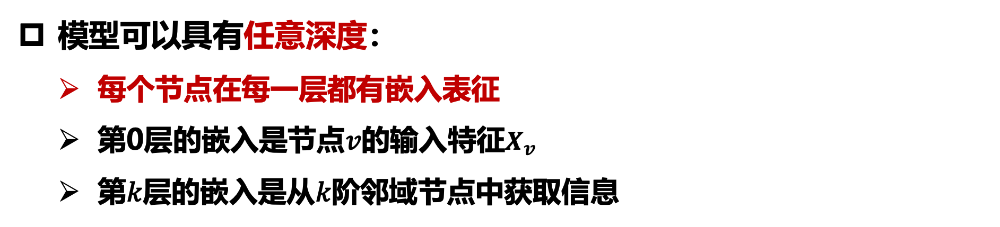 模型可以具有任意深度：
每个节点在每一层都有嵌入表征
第0层的嵌入是节点v的输入特征Xᵥ
第k层的嵌入是从k阶邻域节点中获取信息